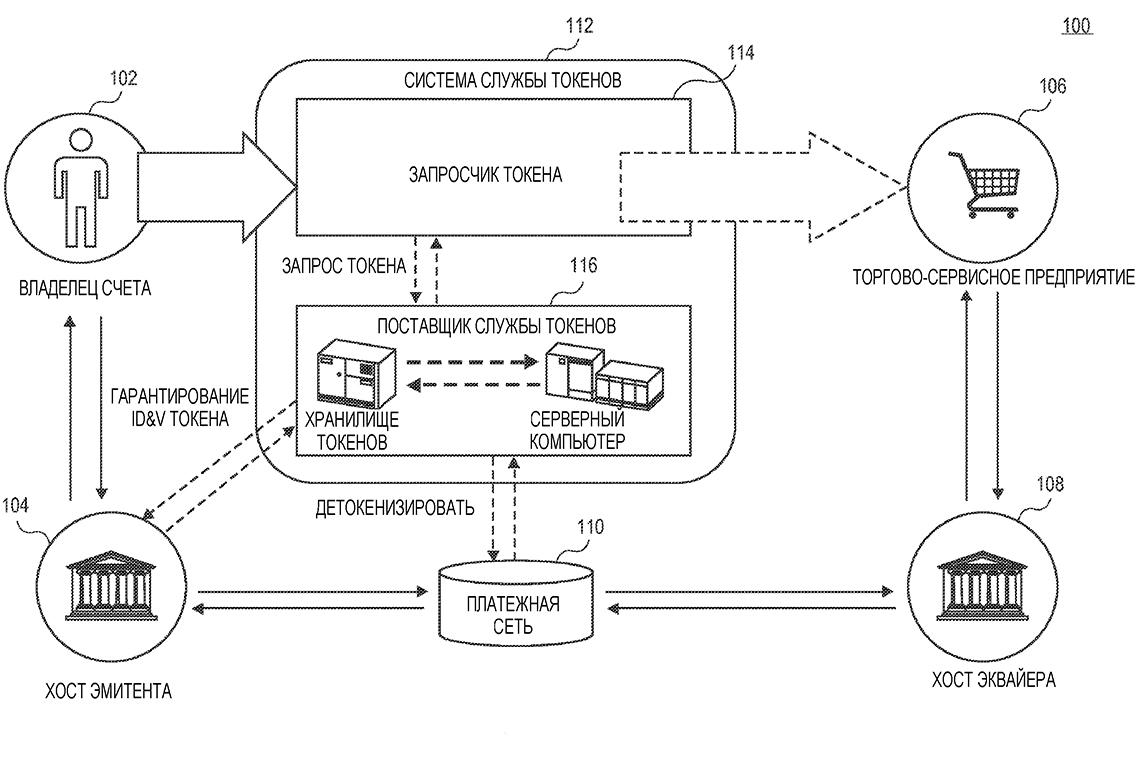 100
112
СИСТЕМА СЛУЖБЫ ТОКЕНОВ
114
102
106
ЗАПРОСЧИК ТОКЕНА
ВЛАДЕЛЕЦ СЧЕТА
ЗАПРОС ТОКЕНА
116
ТОРГОВО-СЕРВИСНОЕ ПРЕДПРИЯТИЕ
ПОСТАВЩИК СЛУЖБЫ ТОКЕНОВ
ГАРАНТИРОВАНИЕ
ID&V ТОКЕНА
ХРАНИЛИЩЕ
ТОКЕНОВ
СЕРВЕРНЫЙ
КОМПЬЮТЕР
104
ДЕТОКЕНИЗИРОВАТЬ
110
108
ПЛАТЕЖНАЯ
СЕТЬ
ХОСТ ЭМИТЕНТА
ХОСТ ЭКВАЙЕРА